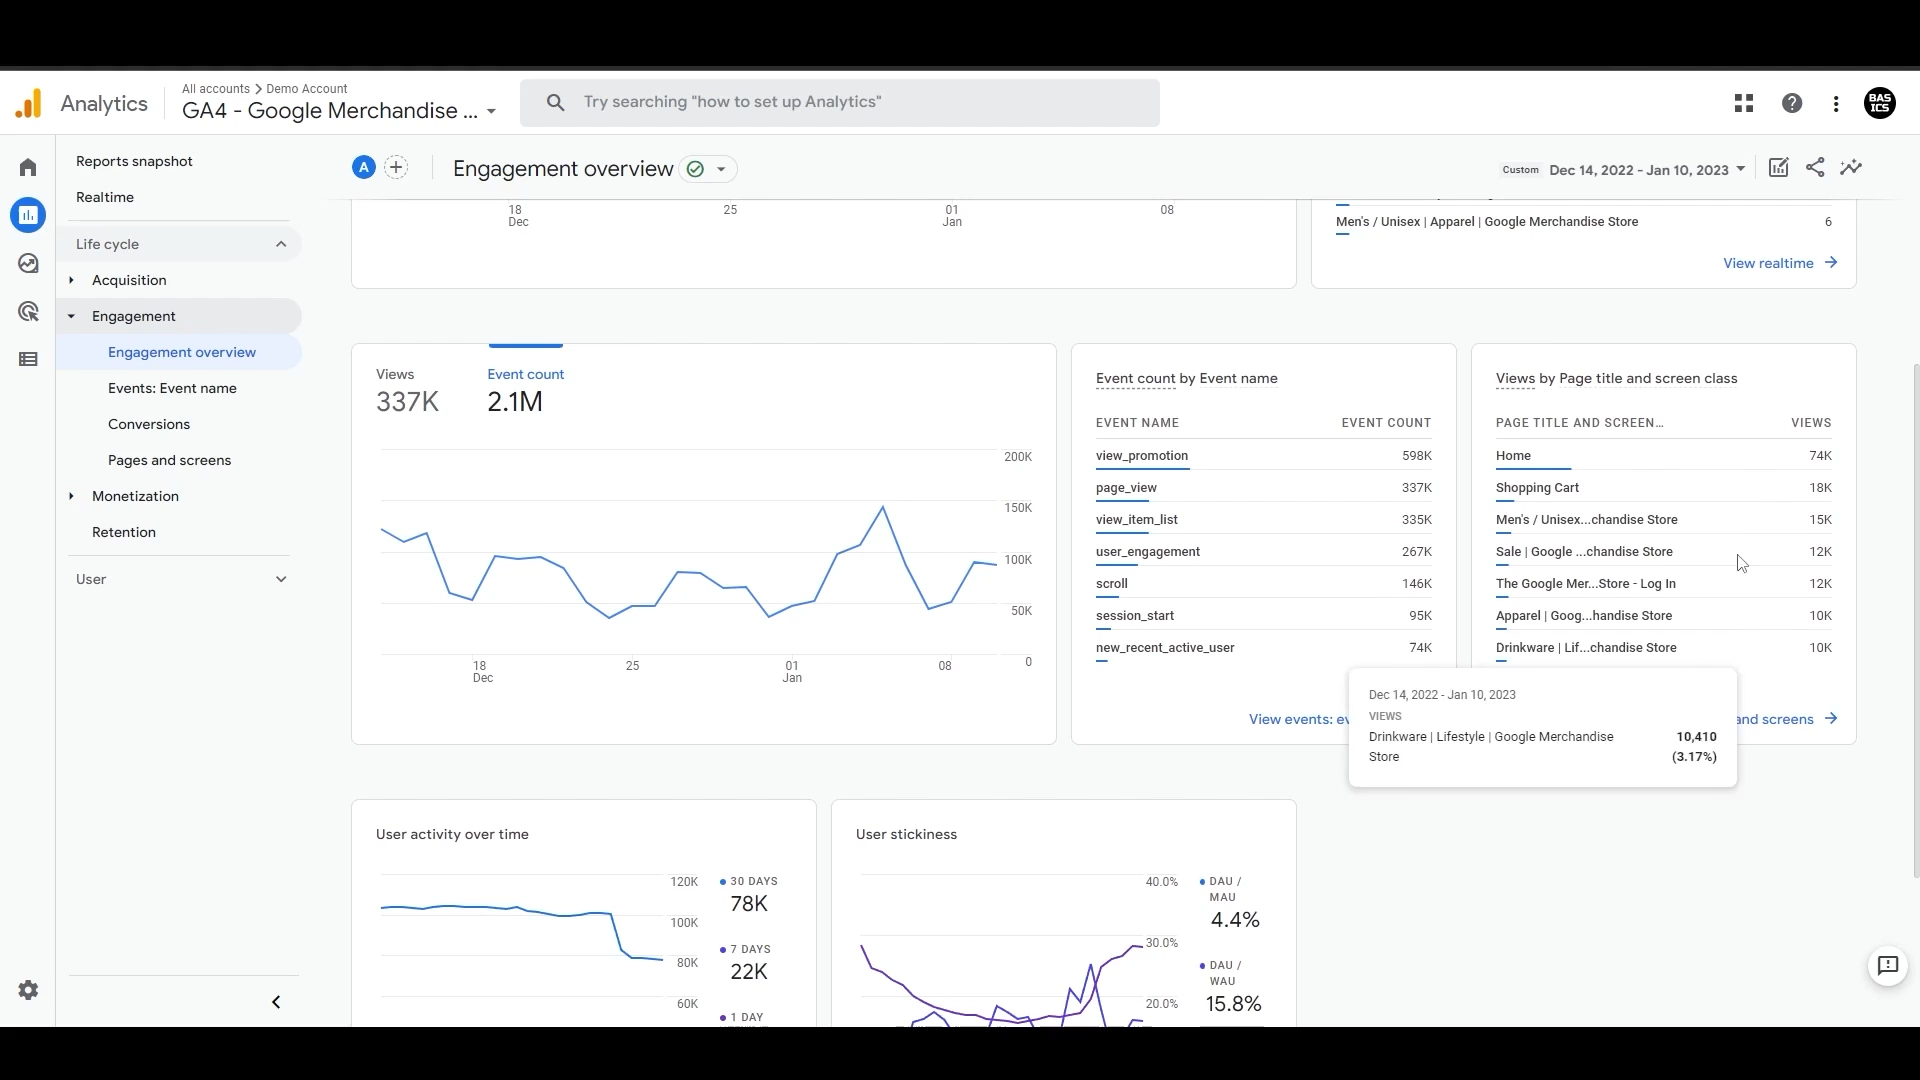 Analytics
All accounts > Demo Account
GA4 - Google Merchandise ...
Try searching "how to set up Analytics"
BAS
ICS
Reports snapshot
Realtime
Life cycle
Acquisition
Engagement
Engagement overview
Events: Event name
Conversions
Pages and screens
Monetization
Retention
User
A
Engagement overview
Custom Dec 14, 2022 - Jan 10, 2023
18
Dec
25
01
Jan
08
Men's / Unisex | Apparel | Google Merchandise Store 6
View realtime
Views
337K
Event count
2.1M
200K
150K
100K
50K
0
18
Dec
25
01
Jan
08
Event count by Event name
EVENT NAME EVENT COUNT
view_promotion 598K
page_view 337K
view_item_list 335K
user_engagement 267K
scroll 146K
session_start 95K
new_recent_active_user 74K
View events: ev
Views by Page title and screen class
PAGE TITLE AND SCREEN... VIEWS
Home 74K
Shopping Cart 18K
Men's / Unisex...chandise Store 15K
Sale | Google ...chandise Store 12K
The Google Mer...Store - Log In 12K
Apparel | Goog...handise Store 10K
Drinkware | Lif...chandise Store 10K
and screens
Dec 14, 2022 - Jan 10, 2023
VIEWS
Drinkware | Lifestyle | Google Merchandise 10,410
Store (3.17%)
User activity over time
120K
100K
80K
60K
30 DAYS
78K
7 DAYS
22K
1 DAY
User stickiness
40.0%
30.0%
20.0%
DAU /
MAU
4.4%
DAU /
WAU
15.8%